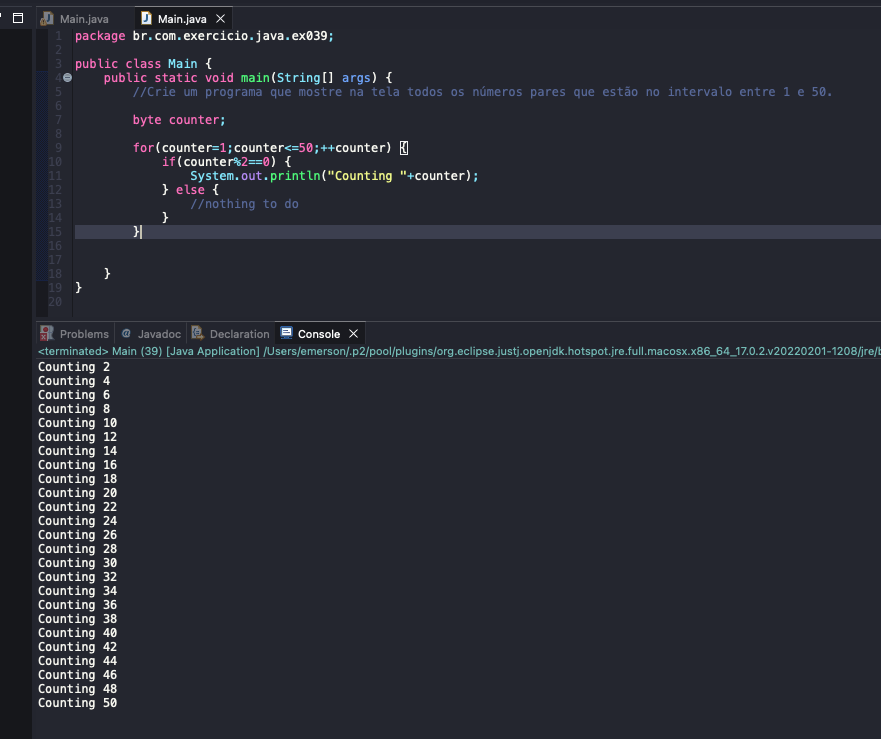 Main.java Main.java
1 package br.com.exercicio.java.ex039;
2
3 public class Main {
4 public static void main(String[] args) {
5 //Crie um programa que mostre na tela todos os números pares que estão no intervalo entre 1 e 50.
6
7 byte counter;
8
9 for(counter=1;counter<=50;++counter) {
10 if(counter%2==0) {
11 System.out.println("Counting "+counter);
12 } else {
13 //nothing to do
14 }
15 }
16
17
18 }
19 }
20
Problems @ Javadoc Declaration Console
<terminated> Main (39) [Java Application] /Users/emerson/.p2/pool/plugins/org.eclipse.justj.openjdk.hotspot.jre.full.macosx.x86_64_17.0.2.v20220201-1208/jre/b
Counting 2
Counting 4
Counting 6
Counting 8
Counting 10
Counting 12
Counting 14
Counting 16
Counting 18
Counting 20
Counting 22
Counting 24
Counting 26
Counting 28
Counting 30
Counting 32
Counting 34
Counting 36
Counting 38
Counting 40
Counting 42
Counting 44
Counting 46
Counting 48
Counting 50